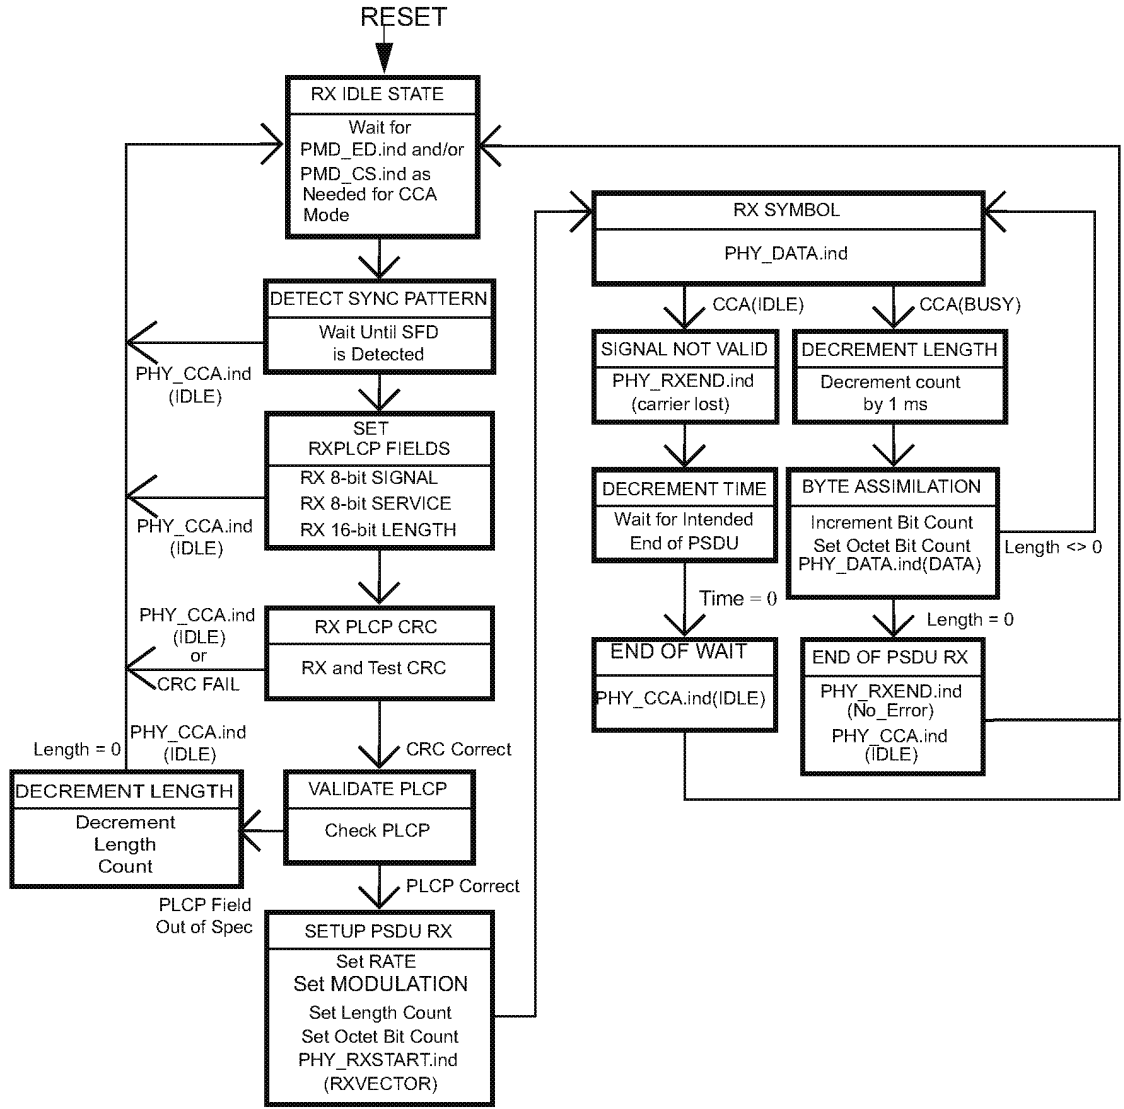 RESET
RX IDLE STATE
Wait for
PMD_ED.ind and/or
PMD_CS.ind as
Needed for CCA
Mode
DETECT SYNC PATTERN
Wait Until SFD
is Detected
PHY_CCA.ind
(IDLE)
SET
RXPLCP FIELDS
RX 8-bit SIGNAL
RX 8-bit SERVICE
RX 16-bit LENGTH
PHY_CCA.ind
(IDLE)
RX PLCP CRC
RX and Test CRC
PHY_CCA.ind
(IDLE)
or
CRC FAIL
CRC Correct
VALIDATE PLCP
Check PLCP
PHY_CCA.ind
(IDLE)
Length = 0
DECREMENT LENGTH
Decrement
Length
Count
PLCP Field
Out of Spec
PLCP Correct
SETUP PSDU RX
Set RATE
Set MODULATION
Set Length Count
Set Octet Bit Count
PHY_RXSTART.ind
(RXVECTOR)
RX SYMBOL
PHY_DATA.ind
CCA(IDLE)
SIGNAL NOT VALID
PHY_RXEND.ind
(carrier lost)
DECREMENT TIME
Wait for Intended
End of PSDU
Time = 0
END OF WAIT
PHY_CCA.ind(IDLE)
CCA(BUSY)
DECREMENT LENGTH
Decrement count
by 1 ms
BYTE ASSIMILATION
Increment Bit Count
Set Octet Bit Count
PHY_DATA.ind(DATA)
Length <> 0
Length = 0
END OF PSDU RX
PHY_RXEND.ind
(No_Error)
PHY_CCA.ind
(IDLE)